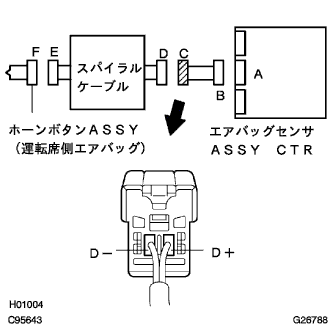 F E D C
スパイラル
ケーブル
A
B
ホーンボタンASSY
(運転席側エアバッグ)
エアバッグセンサ
ASSY CTR
D− D+
H01004
C95643 G26788